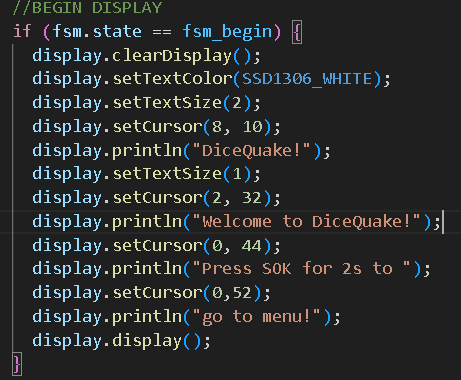 //BEGIN DISPLAY
if (fsm.state == fsm_begin) {
display.clearDisplay();
display.setTextColor(SSD1306_WHITE);
display.setTextSize(2);
display.setCursor(8, 10);
display.println("DiceQuake!");
display.setTextSize(1);
display.setCursor(2, 32);
display.println("Welcome to DiceQuake!");
display.setCursor(0, 44);
display.println("Press SOK for 2s to ");
display.setCursor(0,52);
display.println("go to menu!");
display.display();
}